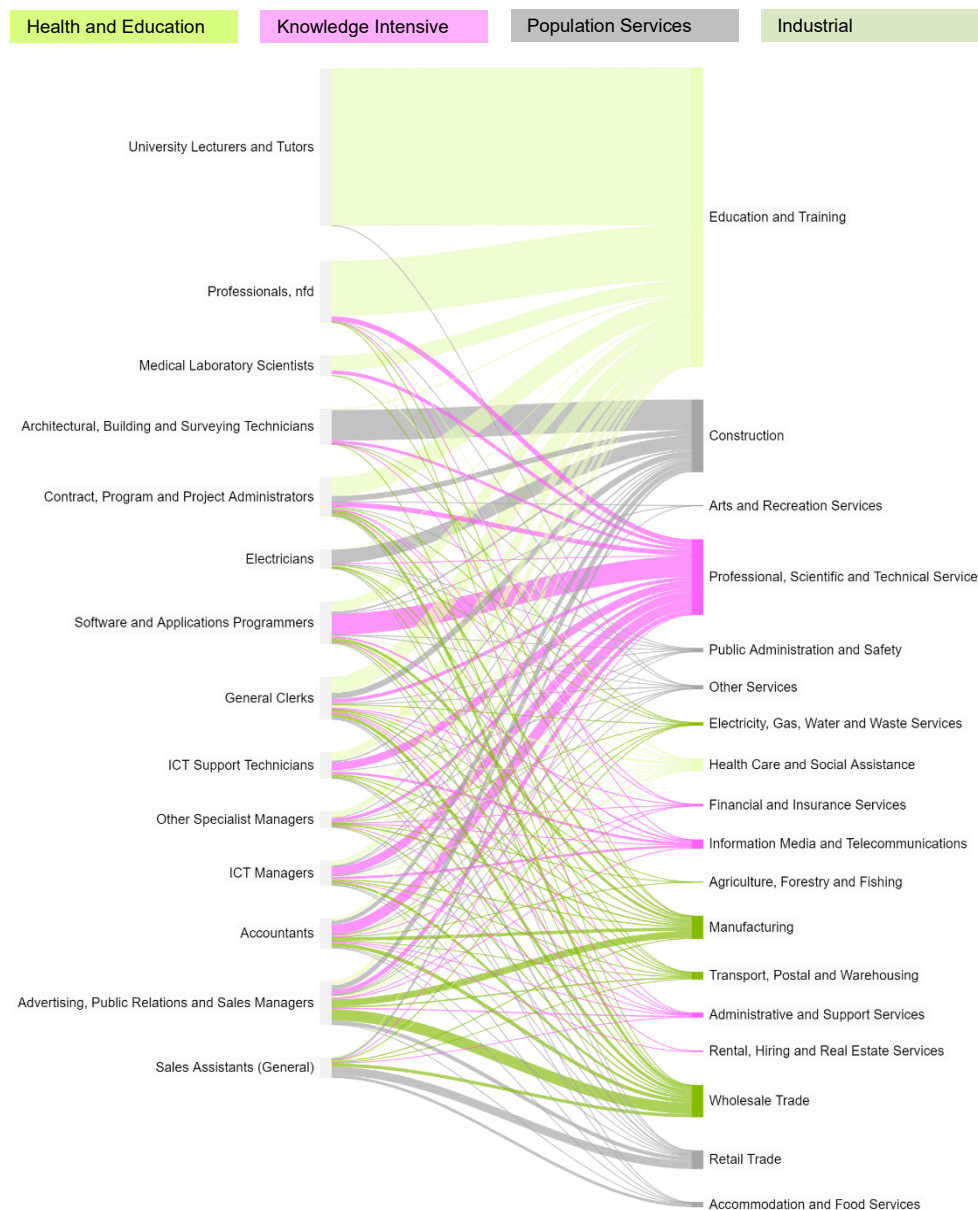 Health and Education
Knowledge Intensive
Population Services
Industrial
University Lecturers and Tutors
Professionals, nfd
Medical Laboratory Scientists
Architectural, Building and Surveying Technicians
Contract, Program and Project Administrators
Electricians
Software and Applications Programmers
General Clerks
ICT Support Technicians
Other Specialist Managers
ICT Managers
Accountants
Advertising, Public Relations and Sales Managers
Sales Assistants (General)
Education and Training
Construction
Arts and Recreation Services
Professional, Scientific and Technical Service
Public Administration and Safety
Other Services
Electricity, Gas, Water and Waste Services
Health Care and Social Assistance
Financial and Insurance Services
Information Media and Telecommunications
Agriculture, Forestry and Fishing
Manufacturing
Transport, Postal and Warehousing
Administrative and Support Services
Rental, Hiring and Real Estate Services
Wholesale Trade
Retail Trade
Accommodation and Food Services